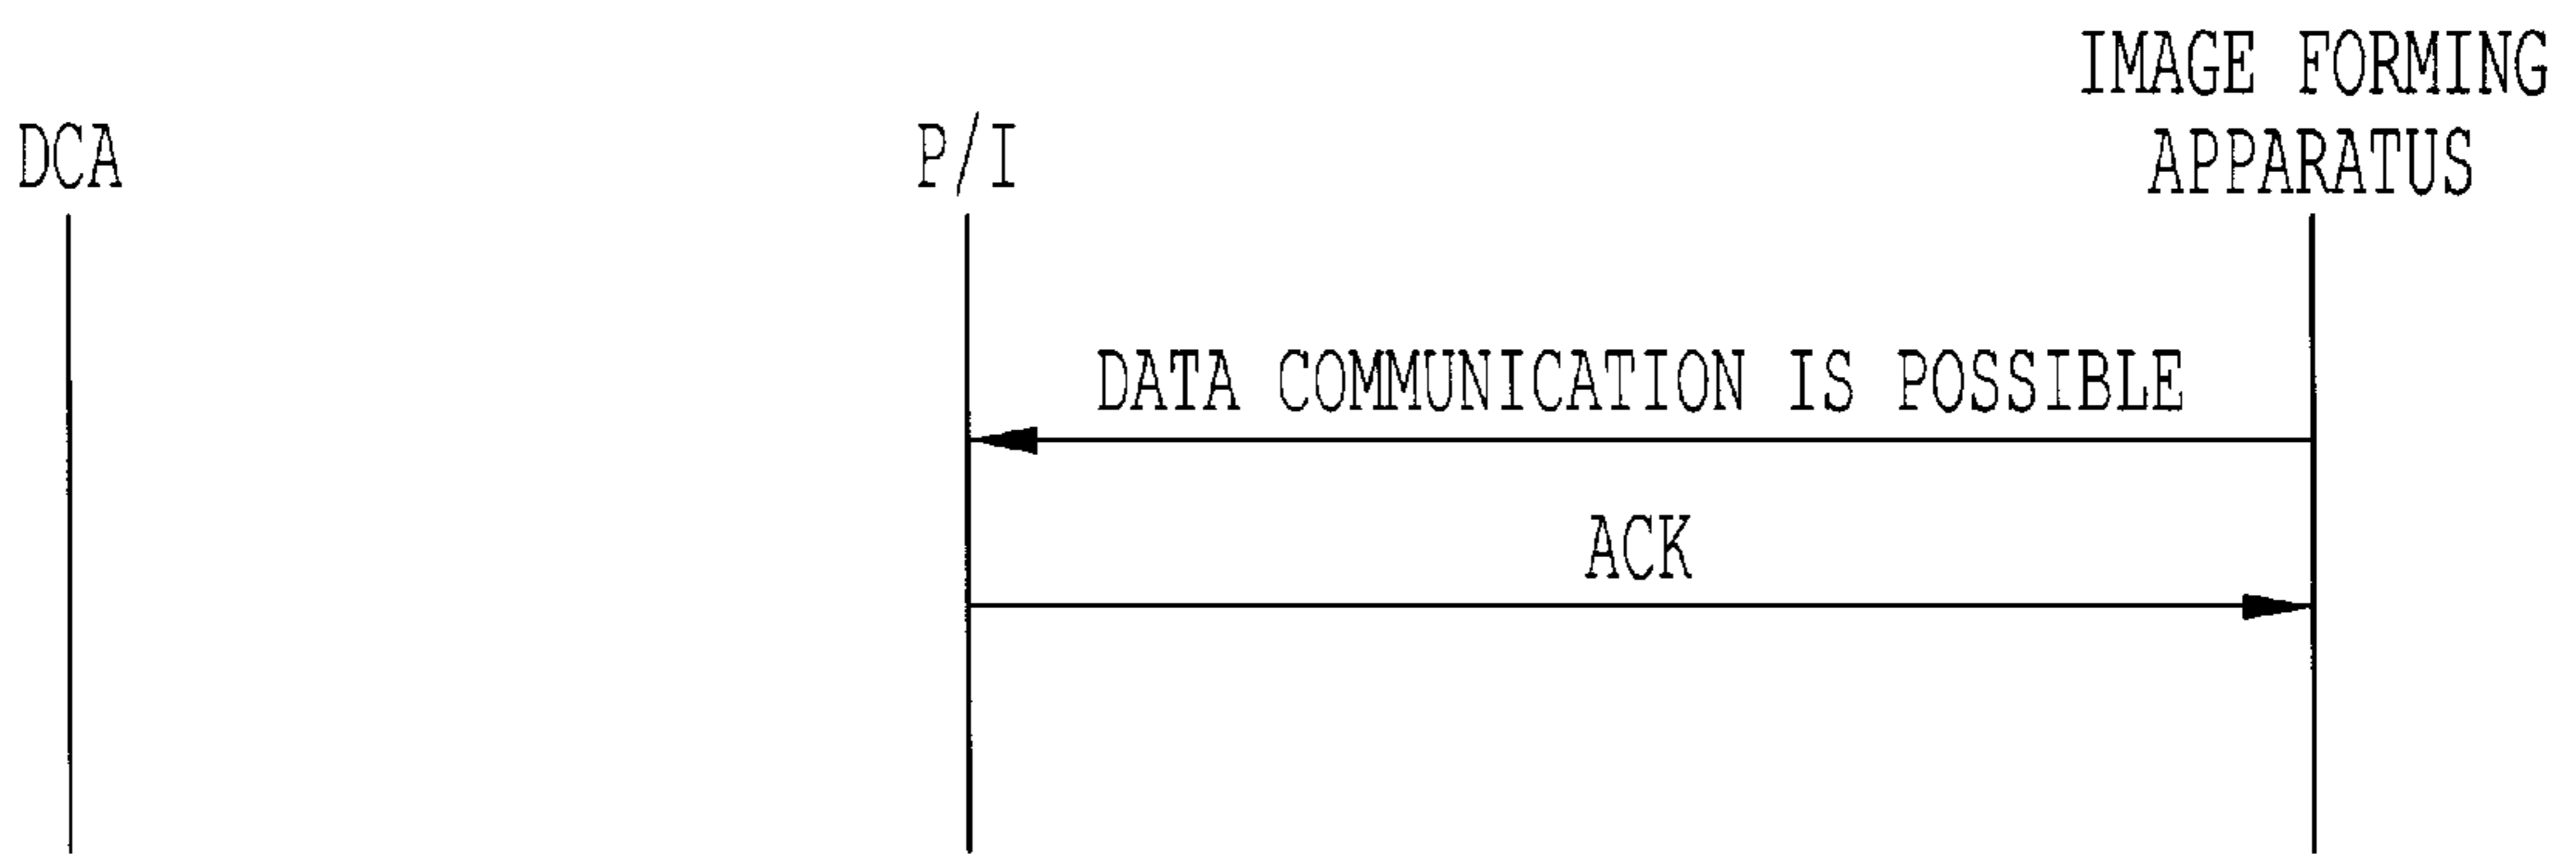 DCA
P/I
IMAGE FORMING
APPARATUS
DATA COMMUNICATION IS POSSIBLE
ACK